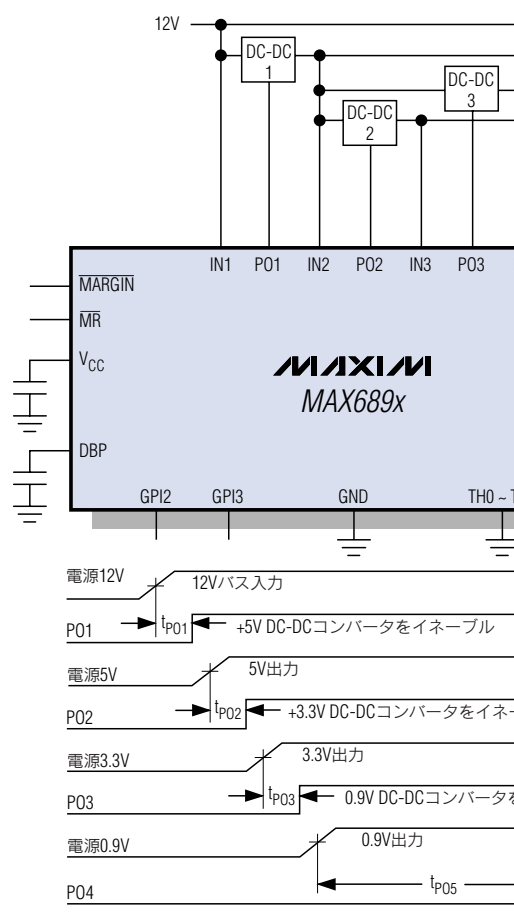 12V
DC-DC
1
DC-DC
3
DC-DC
2
IN1 PO1 IN2 PO2 IN3 PO3
MARGIN
MR
VCC
MAXIM
MAX689x
DBP
GPI2 GPI3 GND TH0 ~ T
電源12V
12Vバス入力
PO1
tPO1
+5V DC-DCコンバータをイネーブル
電源5V
5V出力
PO2
tPO2
+3.3V DC-DCコンバータをイネー
電源3.3V
3.3V出力
PO3
tPO3
0.9V DC-DCコンバータを
電源0.9V
0.9V出力
tPO5
PO4